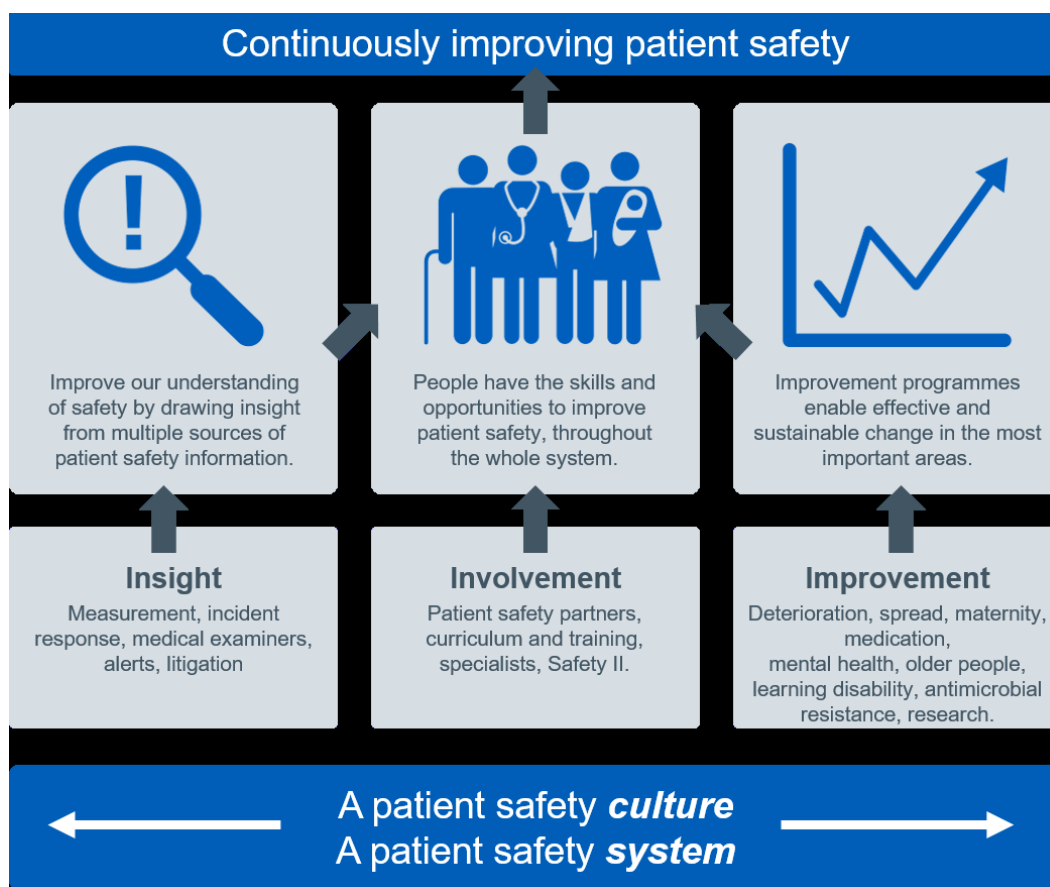 Continuously improving patient safety
!
Improve our understanding
of safety by drawing insight
from multiple sources of
patient safety information.
People have the skills and
opportunities to improve
patient safety, throughout
the whole system.
Improvement programmes
enable effective and
sustainable change in the most
important areas.
Insight
Measurement, incident
response, medical examiners,
alerts, litigation
Involvement
Patient safety partners,
curriculum and training,
specialists, Safety II.
Improvement
Deterioration, spread, maternity,
medication,
mental health, older people,
learning disability, antimicrobial
resistance, research.
A patient safety culture
A patient safety system